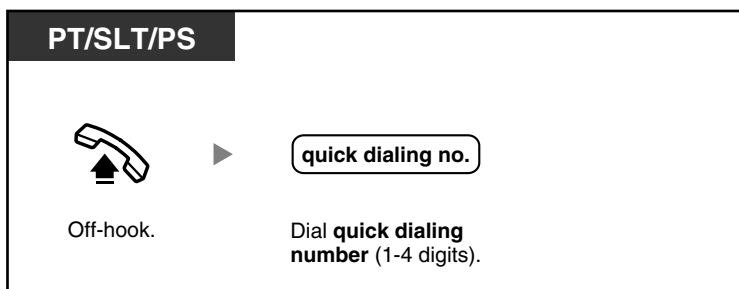 PT/SLT/PS
quick dialing no.
Off-hook.
Dial quick dialing
number (1-4 digits).